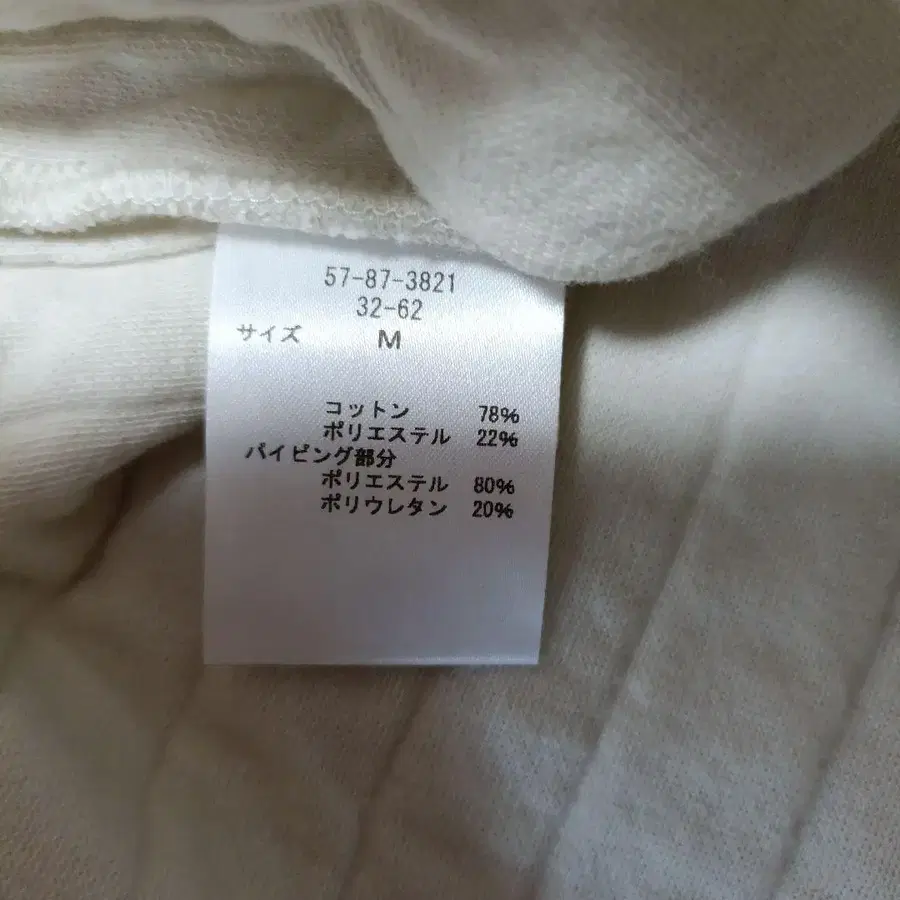 57-87-3821
32-62
サイズ M
コットン 78%
ポリエステル 22%
パイピング部分
ポリエステル 80%
ポリウレタン 20%